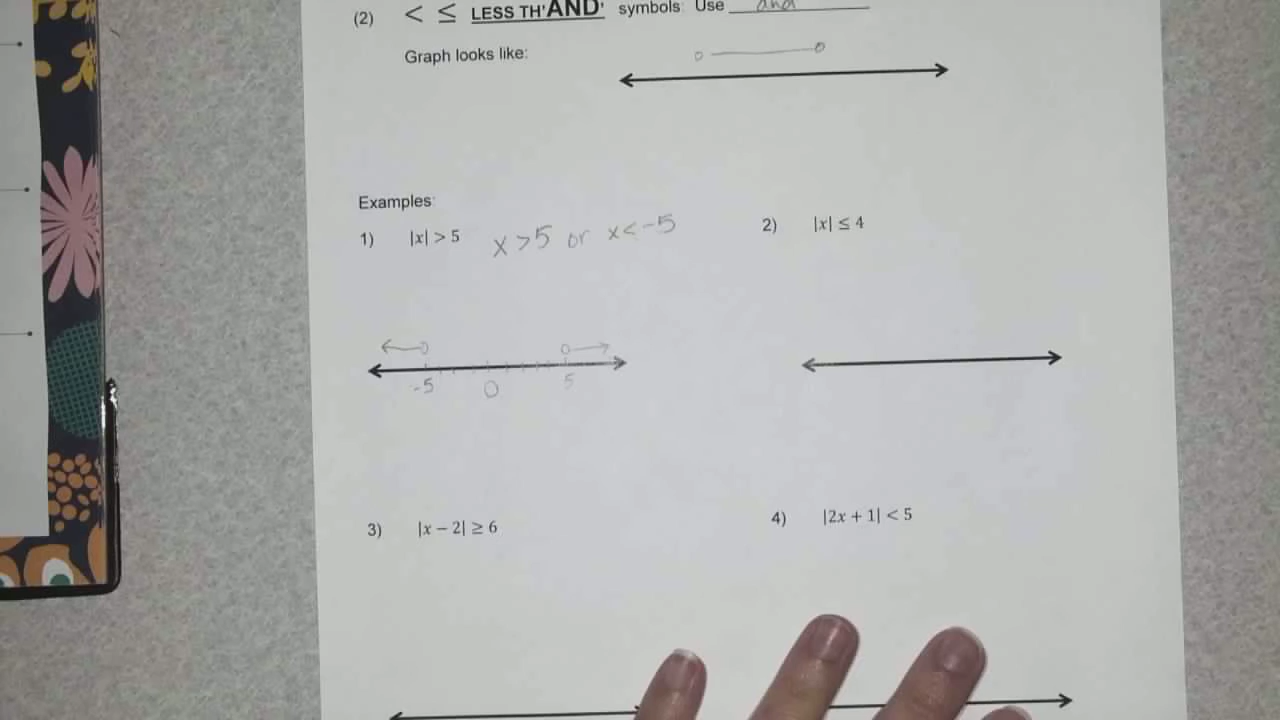 (2) < ≤ LESS TH'AND' symbols: Use and
Graph looks like:
Examples:
1) |x| > 5 x > 5 or x < -5
2) |x| ≤ 4
-5 0 5
3) |x − 2| ≥ 6
4) |2x + 1| < 5